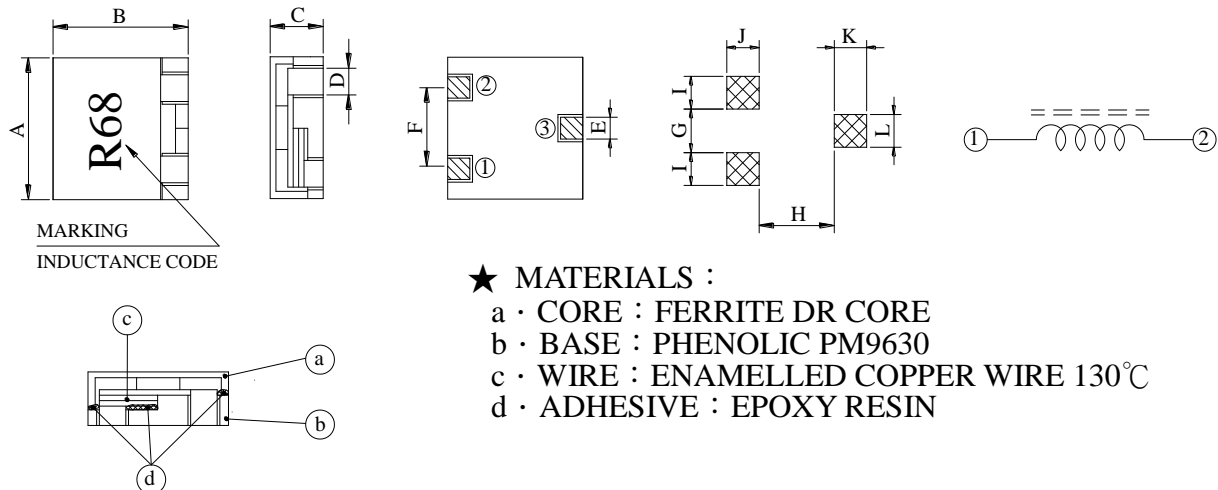 B
C
A
R68
D
F
②
①
③
E
J
K
I
G
I
L
H
①
②
MARKING
INDUCTANCE CODE
★ MATERIALS：
a．CORE：FERRITE DR CORE
b．BASE：PHENOLIC PM9630
c．WIRE：ENAMELLED COPPER WIRE 130℃
d．ADHESIVE：EPOXY RESIN
c
a
b
d